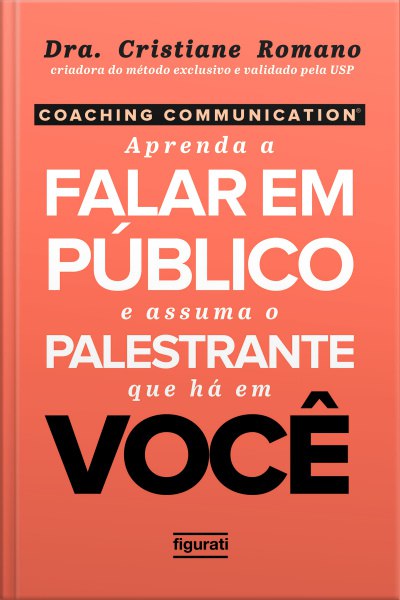 Dra. Cristiane Romano
criadora do método exclusivo e validado pela USP
COACHING COMMUNICATION®
Aprenda a
FALAR EM
PÚBLICO
e assuma o
PALESTRANTE
que há em
VOCÊ
figurati